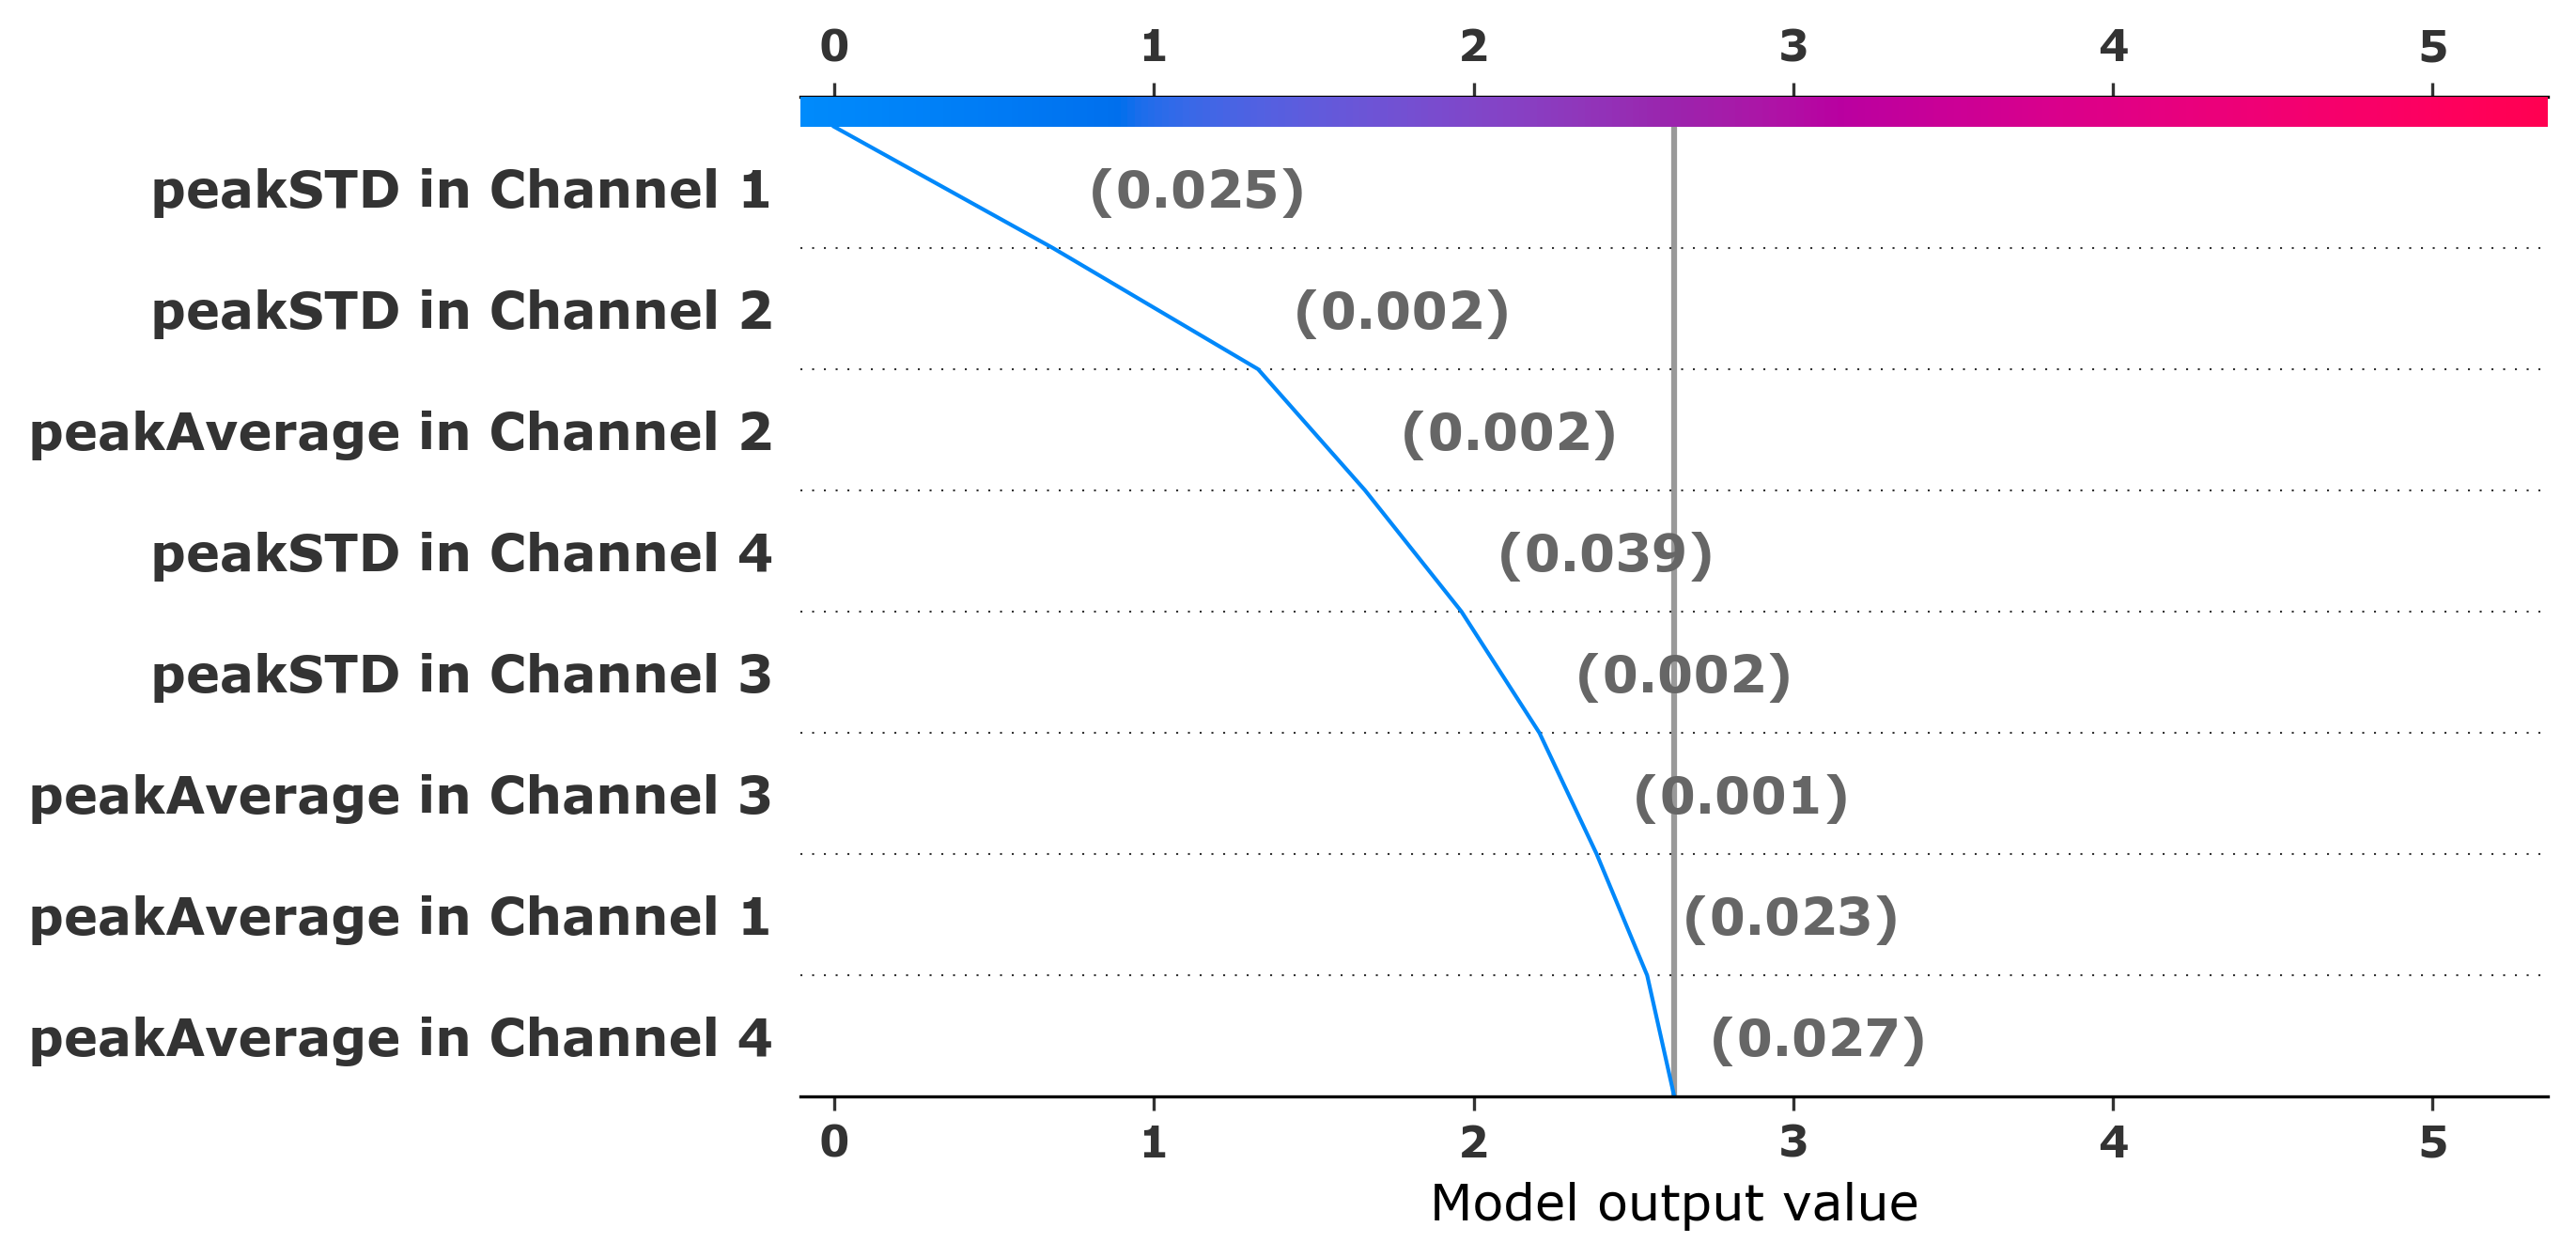 0 1 2 3 4 5
peakSTD in Channel 1 (0.025)
peakSTD in Channel 2 (0.002)
peakAverage in Channel 2 (0.002)
peakSTD in Channel 4 (0.039)
peakSTD in Channel 3 (0.002)
peakAverage in Channel 3 (0.001)
peakAverage in Channel 1 (0.023)
peakAverage in Channel 4 (0.027)
0 1 2 3 4 5
Model output value